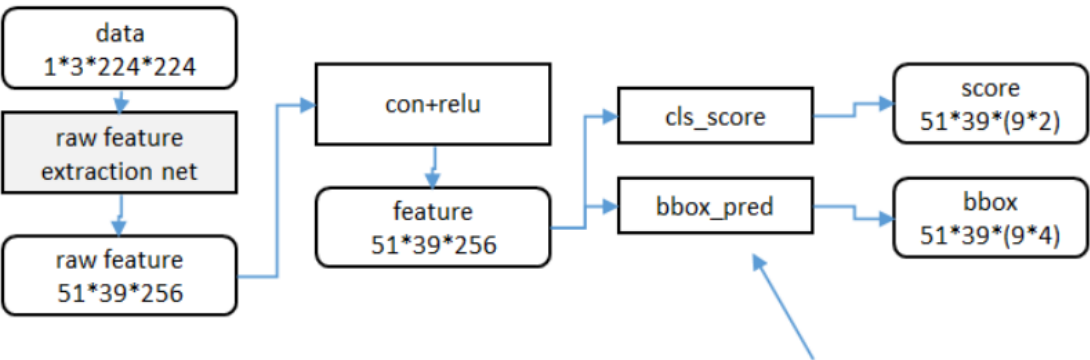 data
1*3*224*224
raw feature
extraction net
raw feature
51*39*256
con+relu
feature
51*39*256
cls_score
bbox_pred
score
51*39*(9*2)
bbox
51*39*(9*4)